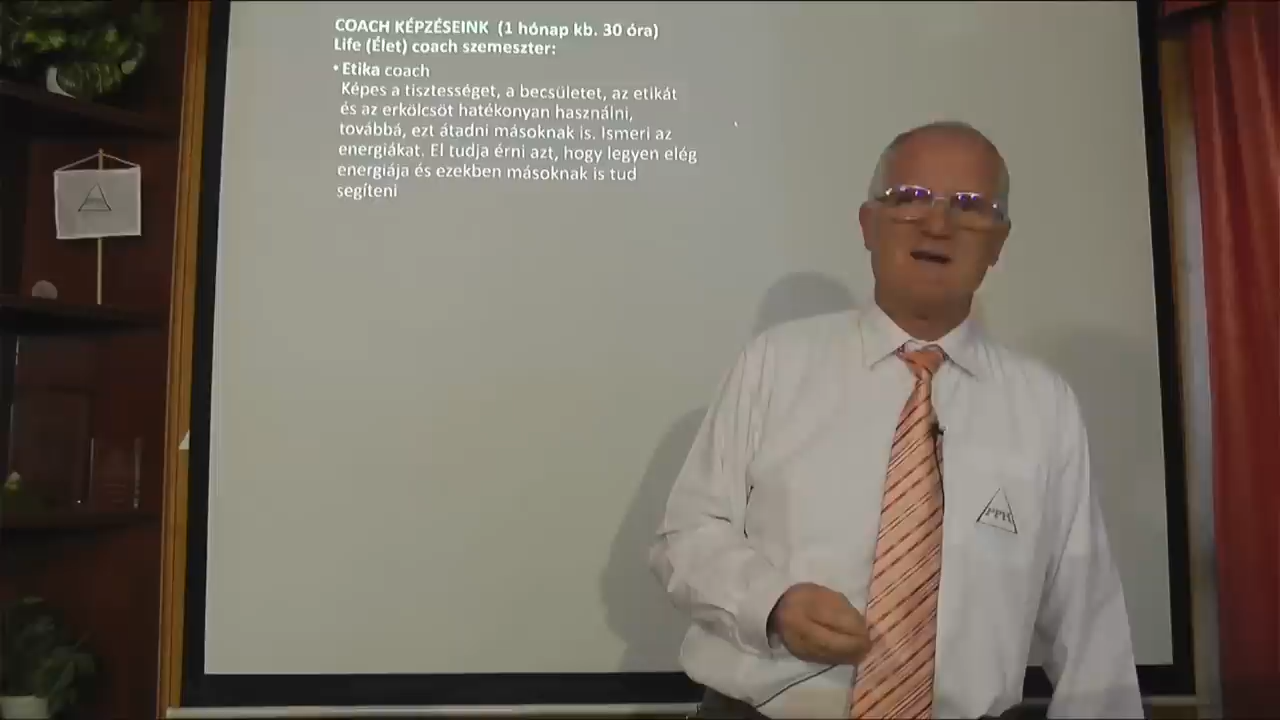 COACH KÉPZÉSEINK (1 hónap kb. 30 óra)
Life (Élet) coach szemeszter:
• Etika coach
Képes a tisztességet, a becsületet, az etikát
és az erkölcsöt hatékonyan használni,
továbbá, ezt átadni másoknak is. Ismeri az
energiákat. El tudja érni azt, hogy legyen elég
energiája és ezekben másoknak is tud
segíteni